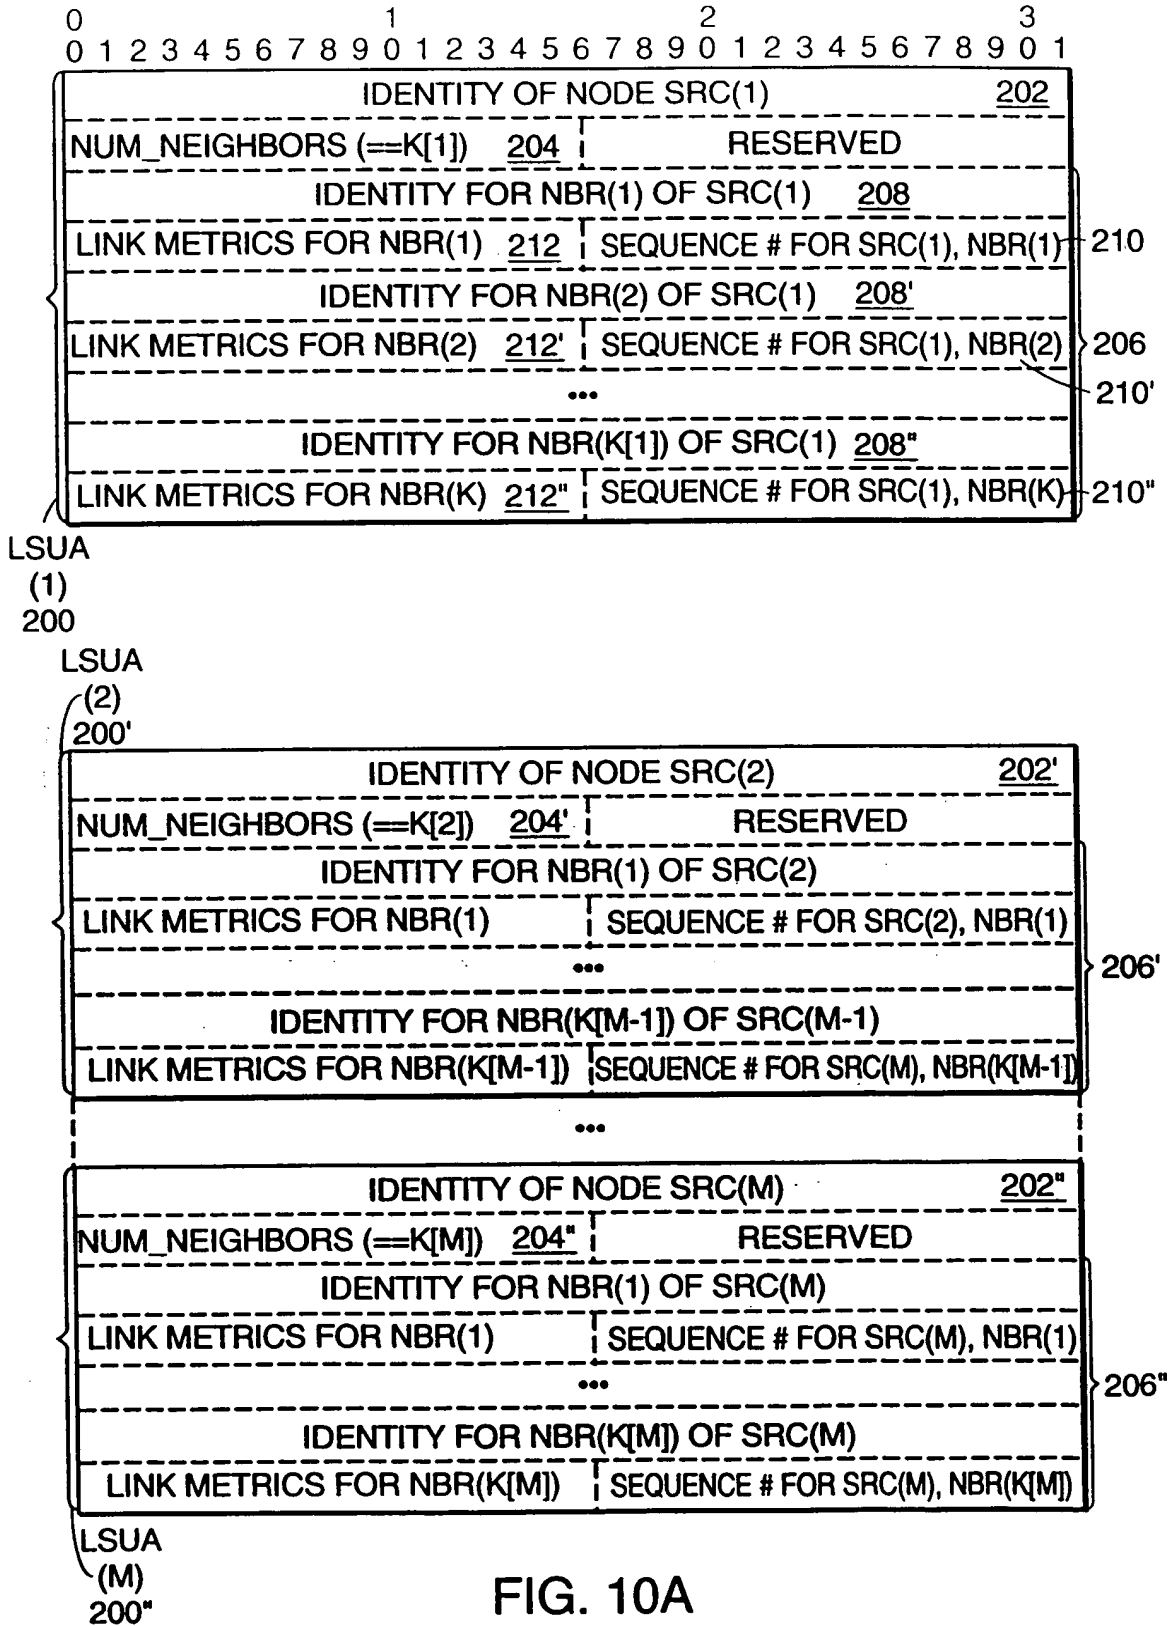 0 1 2 3
0 1 2 3 4 5 6 7 8 9 0 1 2 3 4 5 6 7 8 9 0 1 2 3 4 5 6 7 8 9 0 1
IDENTITY OF NODE SRC(1) 202
NUM_NEIGHBORS (==K[1]) 204 RESERVED
IDENTITY FOR NBR(1) OF SRC(1) 208
LINK METRICS FOR NBR(1) 212 SEQUENCE # FOR SRC(1), NBR(1) 210
IDENTITY FOR NBR(2) OF SRC(1) 208'
LINK METRICS FOR NBR(2) 212' SEQUENCE # FOR SRC(1), NBR(2) 206
••• 210'
IDENTITY FOR NBR(K[1]) OF SRC(1) 208"
LINK METRICS FOR NBR(K) 212" SEQUENCE # FOR SRC(1), NBR(K) 210"
LSUA
(1)
200
LSUA
(2)
200'
IDENTITY OF NODE SRC(2) 202'
NUM_NEIGHBORS (==K[2]) 204' RESERVED
IDENTITY FOR NBR(1) OF SRC(2)
LINK METRICS FOR NBR(1) SEQUENCE # FOR SRC(2), NBR(1)
••• 206'
IDENTITY FOR NBR(K[M-1]) OF SRC(M-1)
LINK METRICS FOR NBR(K[M-1]) SEQUENCE # FOR SRC(M), NBR(K[M-1])
•••
IDENTITY OF NODE SRC(M) 202"
NUM_NEIGHBORS (==K[M]) 204" RESERVED
IDENTITY FOR NBR(1) OF SRC(M)
LINK METRICS FOR NBR(1) SEQUENCE # FOR SRC(M), NBR(1)
••• 206"
IDENTITY FOR NBR(K[M]) OF SRC(M)
LINK METRICS FOR NBR(K[M]) SEQUENCE # FOR SRC(M), NBR(K[M])
LSUA
(M)
200"
FIG. 10A